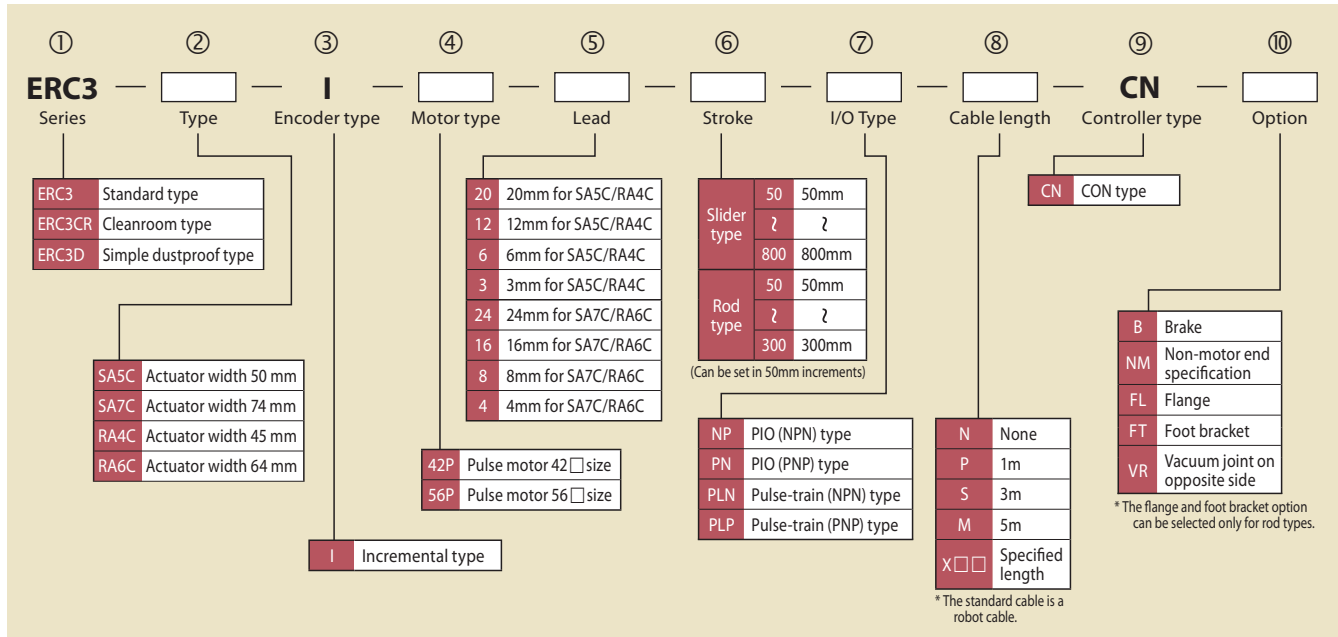 ① ② ③ ④ ⑤ ⑥ ⑦ ⑧ ⑨ ⑩
ERC3 — — I — — — — — — CN —
Series Type Encoder type Motor type Lead Stroke I/O Type Cable length Controller type Option
ERC3 Standard type
ERC3CR Cleanroom type
ERC3D Simple dustproof type
SA5C Actuator width 50 mm
SA7C Actuator width 74 mm
RA4C Actuator width 45 mm
RA6C Actuator width 64 mm
I Incremental type
42P Pulse motor 42□size
56P Pulse motor 56□size
20 20mm for SA5C/RA4C
12 12mm for SA5C/RA4C
6 6mm for SA5C/RA4C
3 3mm for SA5C/RA4C
24 24mm for SA7C/RA6C
16 16mm for SA7C/RA6C
8 8mm for SA7C/RA6C
4 4mm for SA7C/RA6C
Slider
type
50 50mm
~ ~
800 800mm
Rod
type
50 50mm
~ ~
300 300mm
(Can be set in 50mm increments)
NP PIO (NPN) type
PN PIO (PNP) type
PLN Pulse-train (NPN) type
PLP Pulse-train (PNP) type
N None
P 1m
S 3m
M 5m
X□□ Specified
length
* The standard cable is a
robot cable.
CN CON type
B Brake
NM Non-motor end
specification
FL Flange
FT Foot bracket
VR Vacuum joint on
opposite side
* The flange and foot bracket option
can be selected only for rod types.